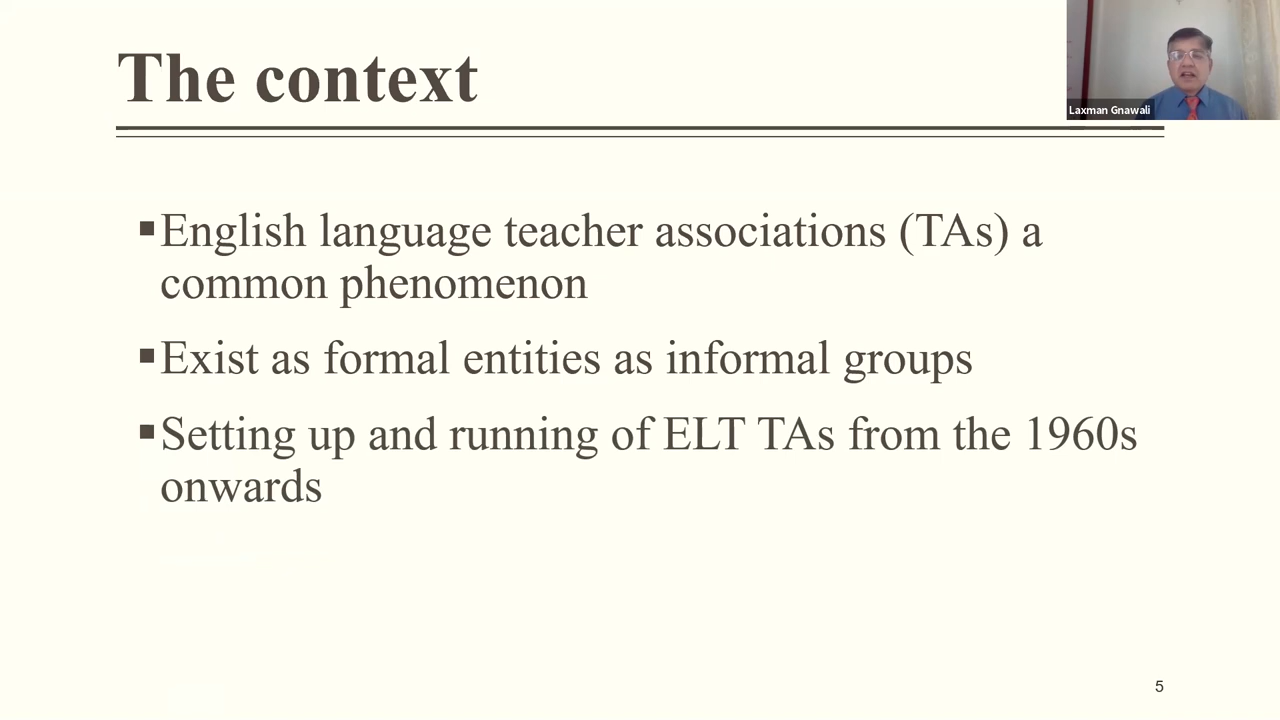 The context
Laxman Gnawali
▪English language teacher associations (TAs) a
common phenomenon
▪Exist as formal entities as informal groups
▪Setting up and running of ELT TAs from the 1960s
onwards
5